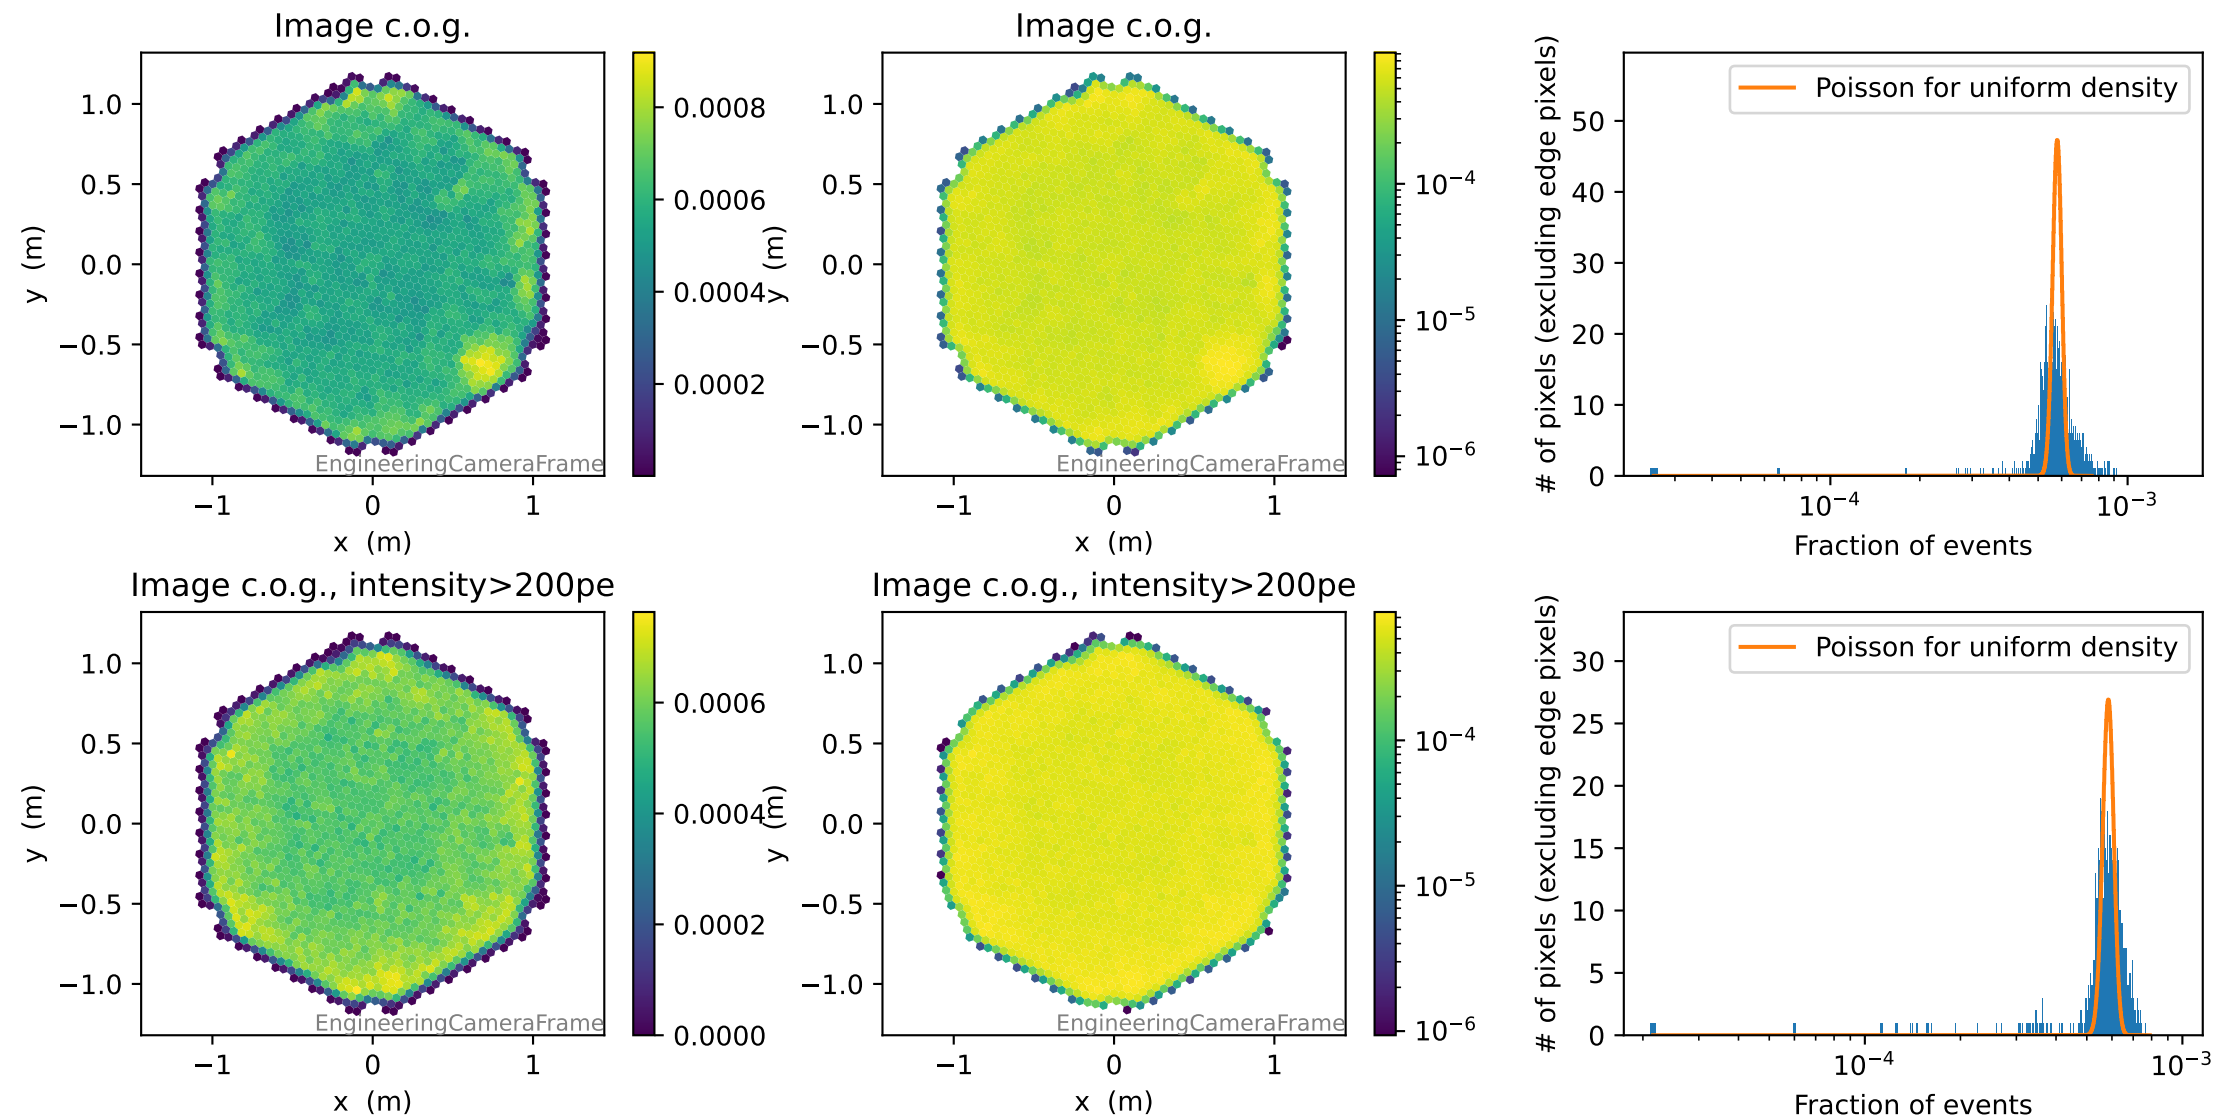 Image c.o.g.
1.0
0.5
0.0
−0.5
−1.0
y (m)
−1
0
1
x (m)
EngineeringCameraFrame
0.0008
0.0006
0.0004
0.0002
Image c.o.g.
1.0
0.5
0.0
−0.5
−1.0
y (m)
−1
0
1
x (m)
EngineeringCameraFrame
10⁻⁴
10⁻⁵
10⁻⁶
Poisson for uniform density
50
40
30
20
10
0
# of pixels (excluding edge pixels)
10⁻⁴
10⁻³
Fraction of events
Image c.o.g., intensity>200pe
1.0
0.5
0.0
−0.5
−1.0
y (m)
−1
0
1
x (m)
EngineeringCameraFrame
0.0006
0.0004
0.0002
0.0000
Image c.o.g., intensity>200pe
1.0
0.5
0.0
−0.5
−1.0
y (m)
−1
0
1
x (m)
EngineeringCameraFrame
10⁻⁴
10⁻⁵
10⁻⁶
Poisson for uniform density
30
25
20
15
10
5
0
# of pixels (excluding edge pixels)
10⁻⁴
10⁻³
Fraction of events